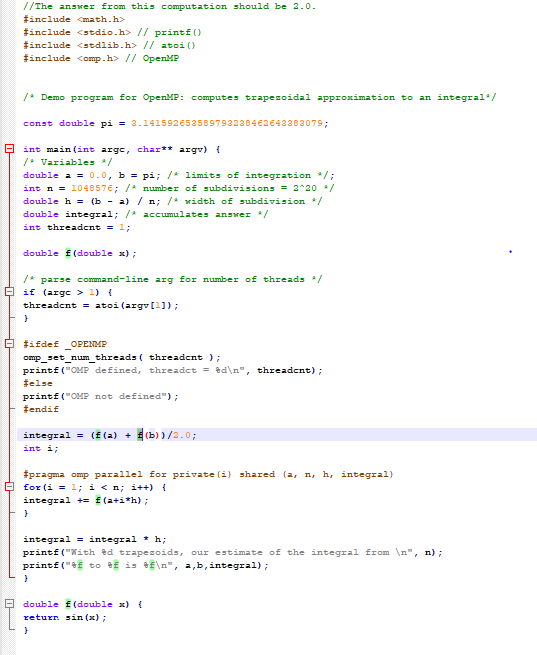 //The answer from this computation should be 2.0.
#include <math.h>
#include <stdio.h> // printf()
#include <stdlib.h> // atoi()
#include <omp.h> // OpenMP
/* Demo program for OpenMP: computes trapezoidal approximation to an integral*/
const double pi = 3.141592653589793238462643383079;
int main(int argc, char** argv) {
/* Variables */
double a = 0.0, b = pi; /* limits of integration */;
int n = 1048576; /* number of subdivisions = 2^20 */
double h = (b - a) / n; /* width of subdivision */
double integral; /* accumulates answer */
int threadcnt = 1;
double f(double x);
/* parse command-line arg for number of threads */
if (argc > 1) {
threadcnt = atoi(argv[1]);
}
#ifdef _OPENMP
omp_set_num_threads( threadcnt );
printf("OMP defined, threadct = %d\n", threadcnt);
#else
printf("OMP not defined");
#endif
integral = (f(a) + f(b))/2.0;
int i;
#pragma omp parallel for private(i) shared (a, n, h, integral)
for(i = 1; i < n; i++) {
integral += f(a+i*h);
}
integral = integral * h;
printf("With %d trapezoids, our estimate of the integral from \n", n);
printf("%f to %f is %f\n", a,b,integral);
}
double f(double x) {
return sin(x);
}